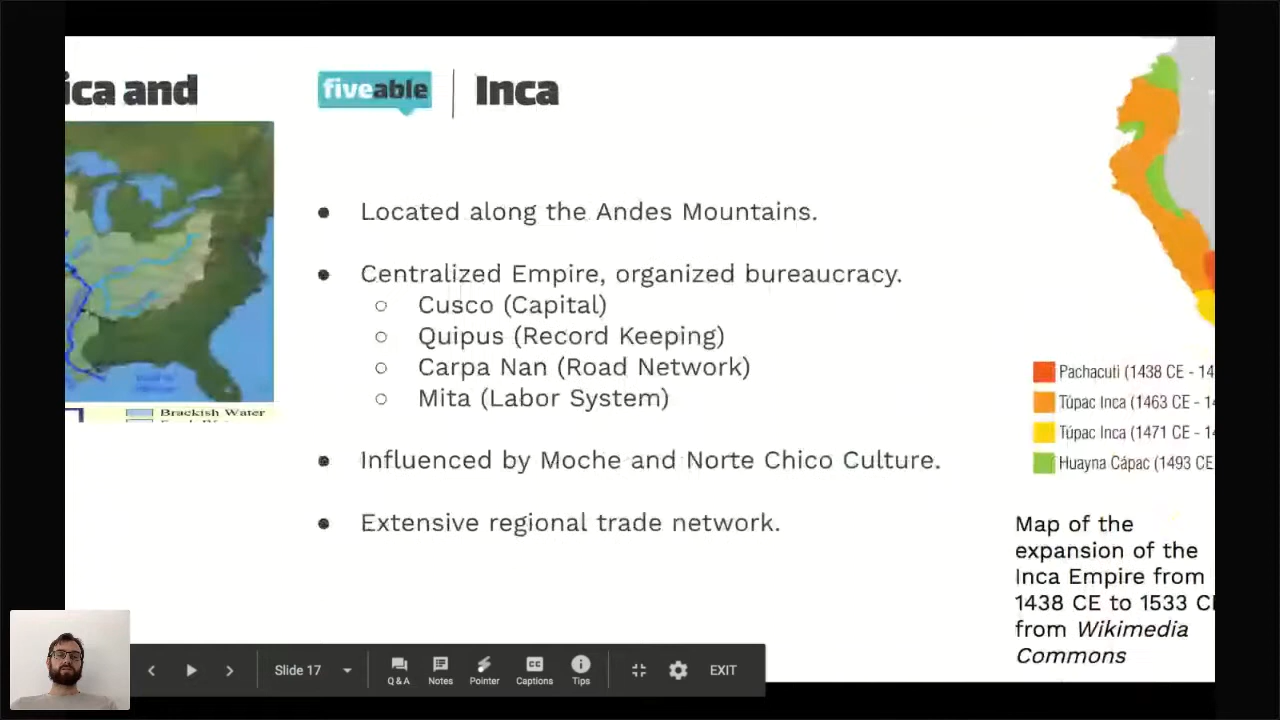 ica and
fiveable
Inca
Located along the Andes Mountains.
Centralized Empire, organized bureaucracy.
Cusco (Capital)
Quipus (Record Keeping)
Carpa Nan (Road Network)
Mita (Labor System)
Influenced by Moche and Norte Chico Culture.
Extensive regional trade network.
Brackish Water
Pachacuti (1438 CE - 14
Túpac Inca (1463 CE - 14
Túpac Inca (1471 CE - 14
Huayna Cápac (1493 CE
Map of the
expansion of the
Inca Empire from
1438 CE to 1533 CE
from Wikimedia
Commons
Slide 17
Q & A
Notes
Pointer
CC
Captions
Tips
EXIT